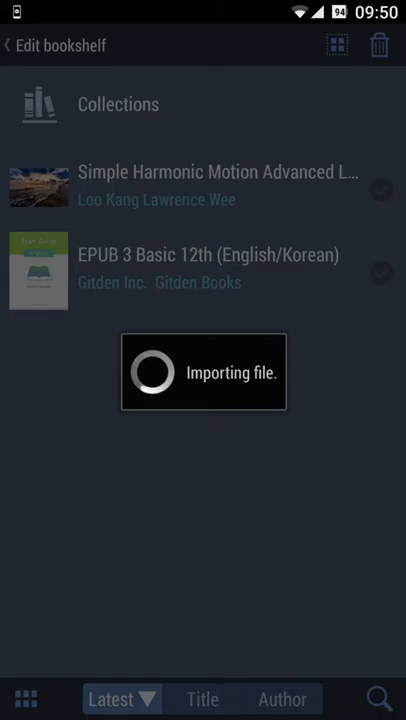 94 09:50
Edit bookshelf
Collections
Simple Harmonic Motion Advanced L...
Loo Kang Lawrence Wee
EPUB 3 Basic 12th (English/Korean)
Gitden Inc. Gitden Books
Importing file.
Latest ▼ Title Author